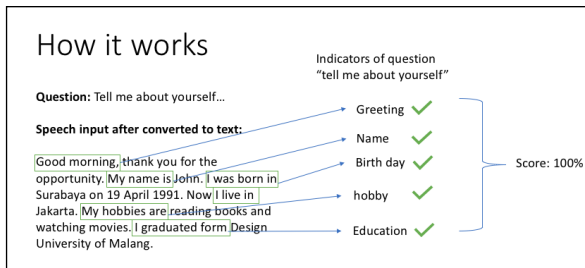 How it works
Indicators of question
"tell me about yourself"
Question: Tell me about yourself...
Speech input after converted to text:
Good morning, thank you for the
opportunity. My name is John. I was born in
Surabaya on 19 April 1991. Now I live in
Jakarta. My hobbies are reading books and
watching movies. I graduated form Design
University of Malang.
Greeting
Name
Birth day
hobby
Education
Score: 100%